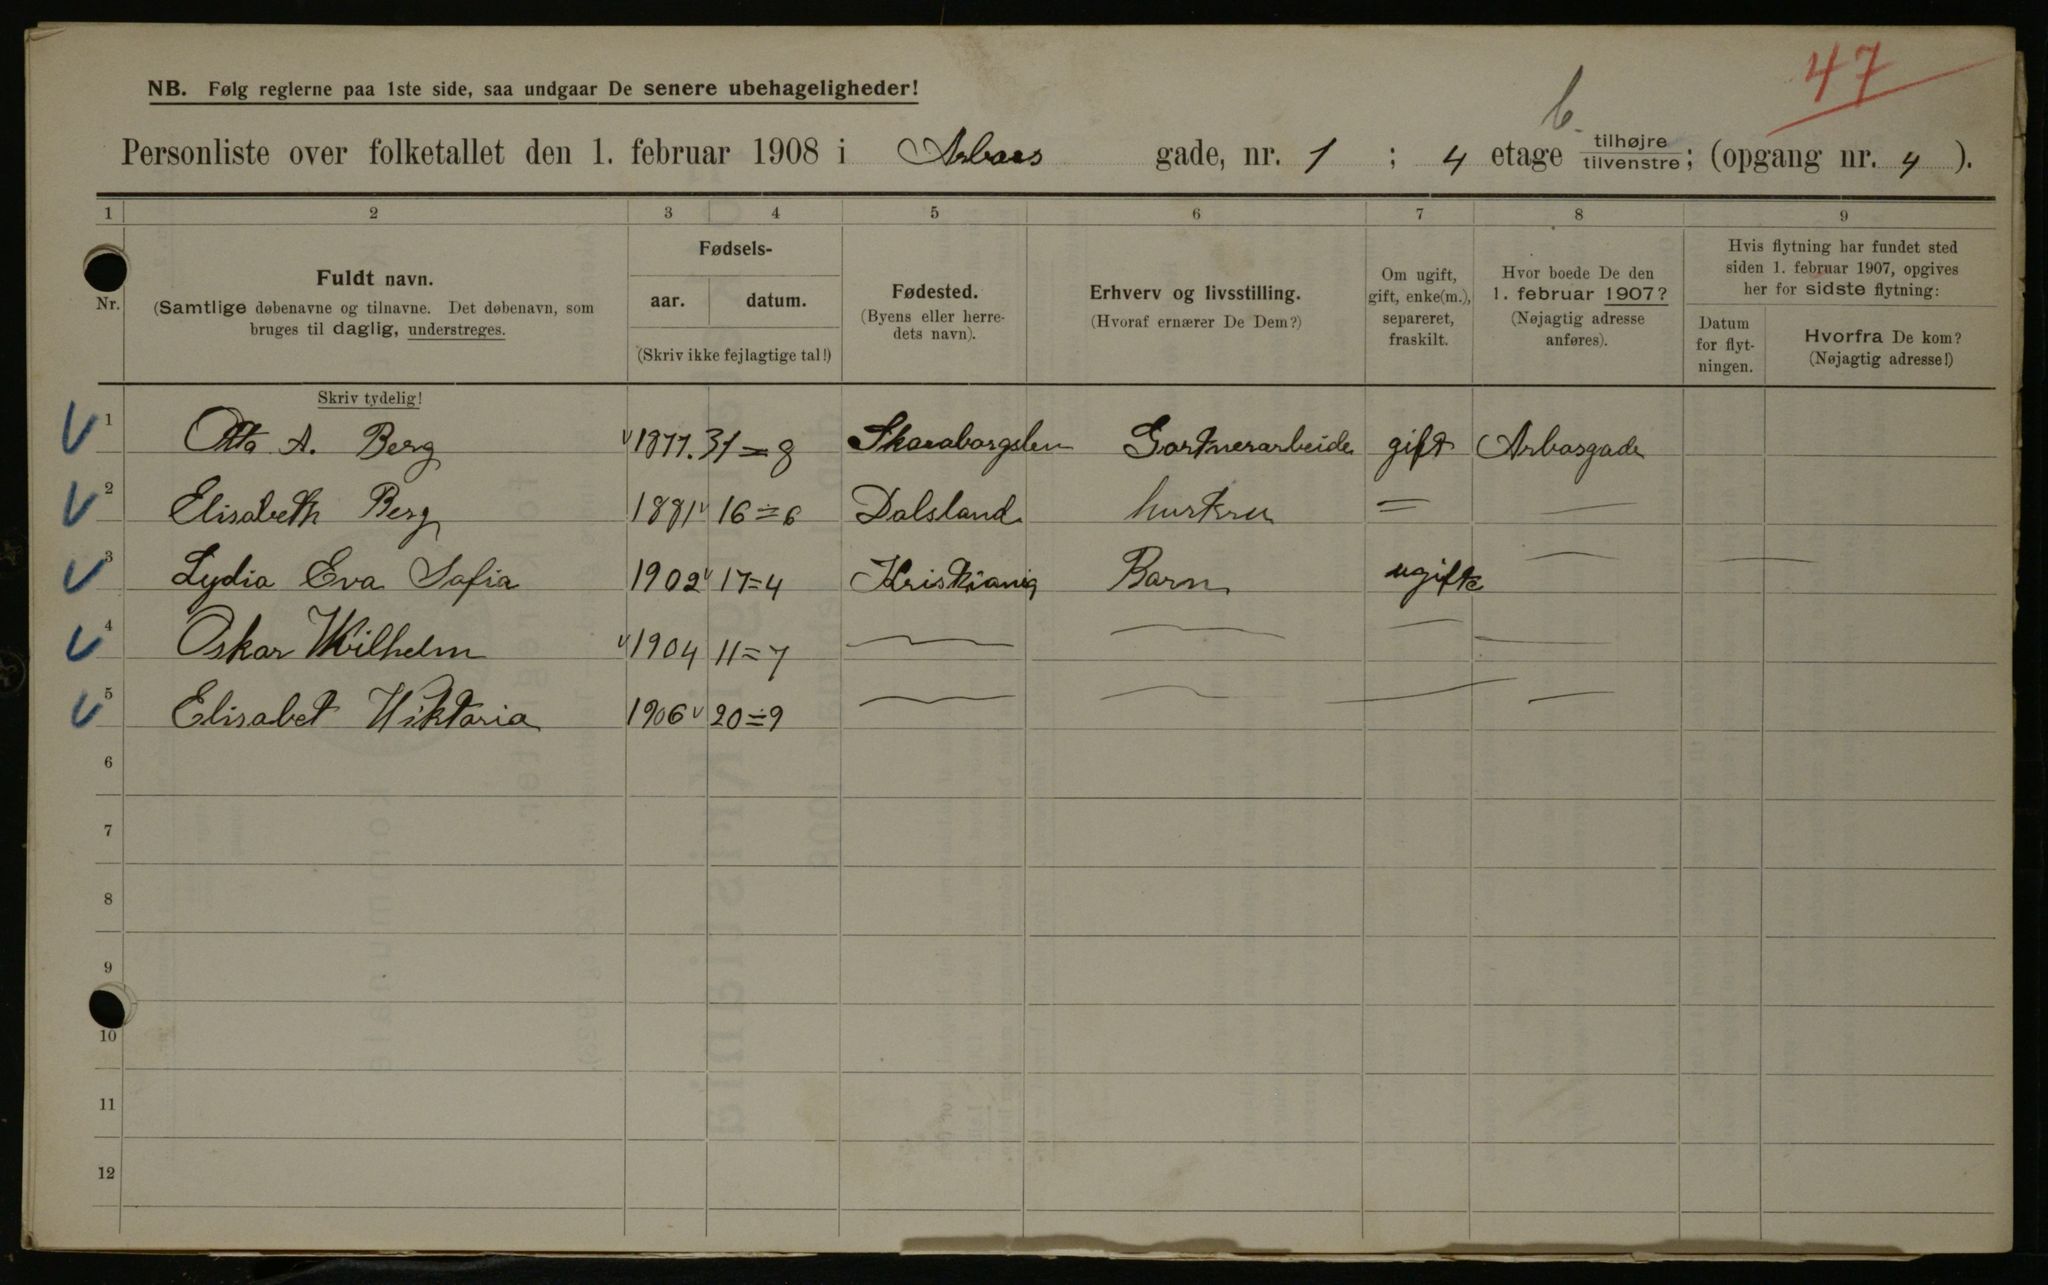 47
NB. Følg reglerne paa 1ste side, saa undgaar De senere ubehageligheder!
b.
Personliste over folketallet den 1. februar 1908 i Arboes gade, nr. 1 ; 4 etage tilhøjre/tilvenstre; (opgang nr. 4 ).
1 2 3 4 5 6 7 8 9
Nr.
Fuldt navn.
(Samtlige døbenavne og tilnavne. Det døbenavn, som
bruges til daglig, understreges.
Skriv tydelig!
Fødsels-
aar. datum.
(Skriv ikke fejlagtige tal!)
Fødested.
(Byens eller herre-
dets navn).
Erhverv og livsstilling.
(Hvoraf ernærer De Dem?)
Om ugift,
gift, enke(m.),
separeret,
fraskilt.
Hvor boede De den
1. februar 1907?
(Nøjagtig adresse
anføres).
Hvis flytning har fundet sted
siden 1. februar 1907, opgives
her for sidste flytning:
Datum
for flyt-
ningen.
Hvorfra De kom?
(Nøjagtig adresse!)
1 Otto A. Berg 1877. 31=8 Skaraborgslen Gartnerarbeider gift Arbosgade
2 Elisabeth Berg 1881 16=6 Dalsland hustru = —
3 Lydia Eva Sofia 1902 17=4 Kristiania Barn ugifte — —
4 Oskar Wilhelm 1904 11=7 — — — —
5 Elisabet Wiktoria 1906 20=9 — — — —
6
7
8
9
10
11
12